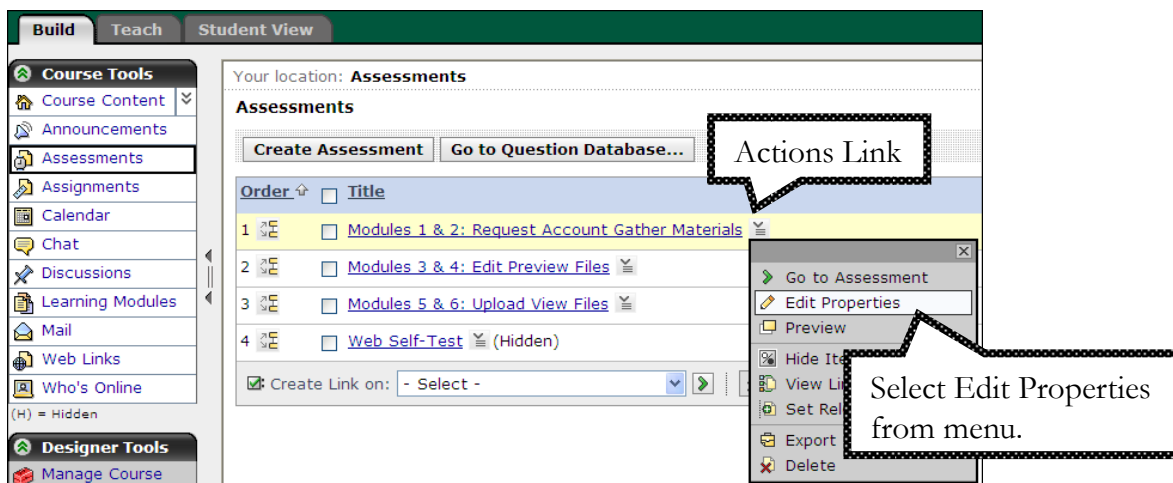 Build Teach Student View
Course Tools
Course Content
Announcements
Assessments
Assignments
Calendar
Chat
Discussions
Learning Modules
Mail
Web Links
Who's Online
(H) = Hidden
Designer Tools
Manage Course
Your location: Assessments
Assessments
Create Assessment Go to Question Database...
Order Title
1 Modules 1 & 2: Request Account Gather Materials
2 Modules 3 & 4: Edit Preview Files
3 Modules 5 & 6: Upload View Files
4 Web Self-Test (Hidden)
Create Link on: - Select -
Actions Link
Go to Assessment
Edit Properties
Preview
Hide
View
Set
Export
Delete
Select Edit Properties
from menu.